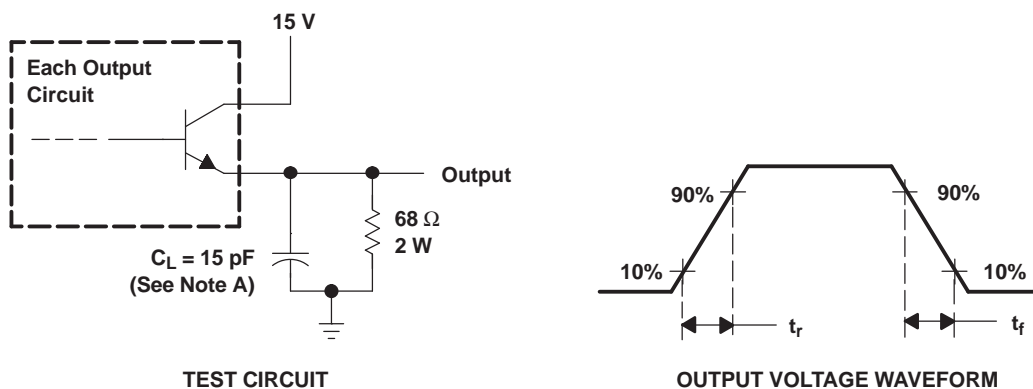 15 V
Each Output
Circuit
Output
68 Ω
2 W
C_L = 15 pF
(See Note A)
TEST CIRCUIT
90%
90%
10%
10%
t_r
t_f
OUTPUT VOLTAGE WAVEFORM